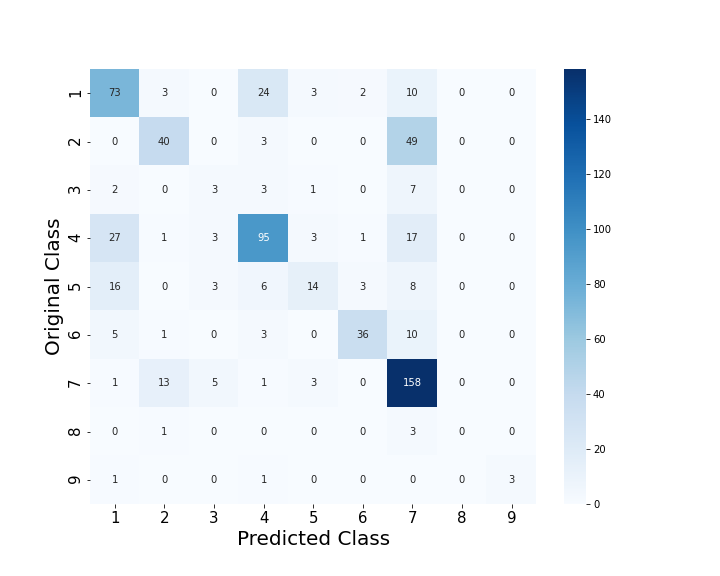 1 73 3 0 24 3 2 10 0 0
2 0 40 0 3 0 0 49 0 0
3 2 0 3 3 1 0 7 0 0
4 27 1 3 95 3 1 17 0 0
5 16 0 3 6 14 3 8 0 0
6 5 1 0 3 0 36 10 0 0
7 1 13 5 1 3 0 158 0 0
8 0 1 0 0 0 0 3 0 0
9 1 0 0 1 0 0 0 0 3
1 2 3 4 5 6 7 8 9
Predicted Class
Original Class
140
120
100
80
60
40
20
0